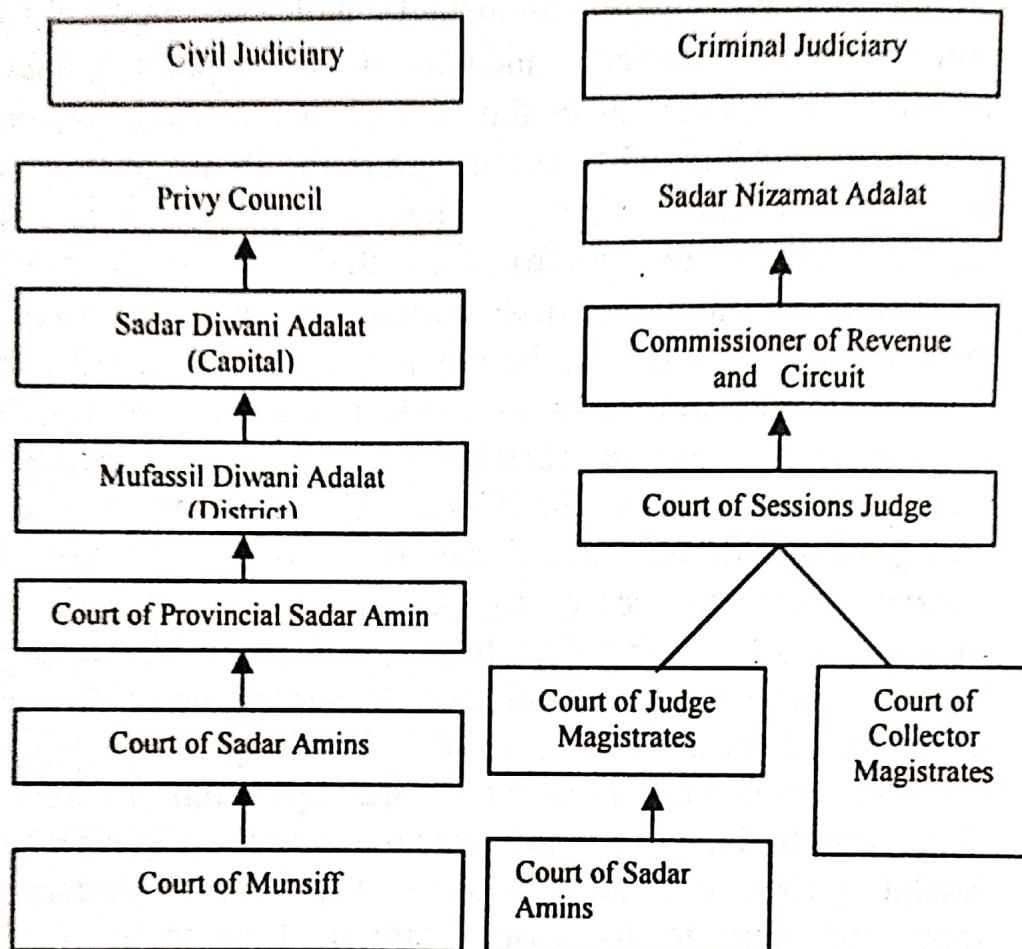 Civil Judiciary
Privy Council
Sadar Diwani Adalat
(Capital)
Mufassil Diwani Adalat
(District)
Court of Provincial Sadar Amin
Court of Sadar Amins
Court of Munsiff
Criminal Judiciary
Sadar Nizamat Adalat
Commissioner of Revenue
and Circuit
Court of Sessions Judge
Court of Judge
Magistrates
Court of Sadar
Amins
Court of
Collector
Magistrates